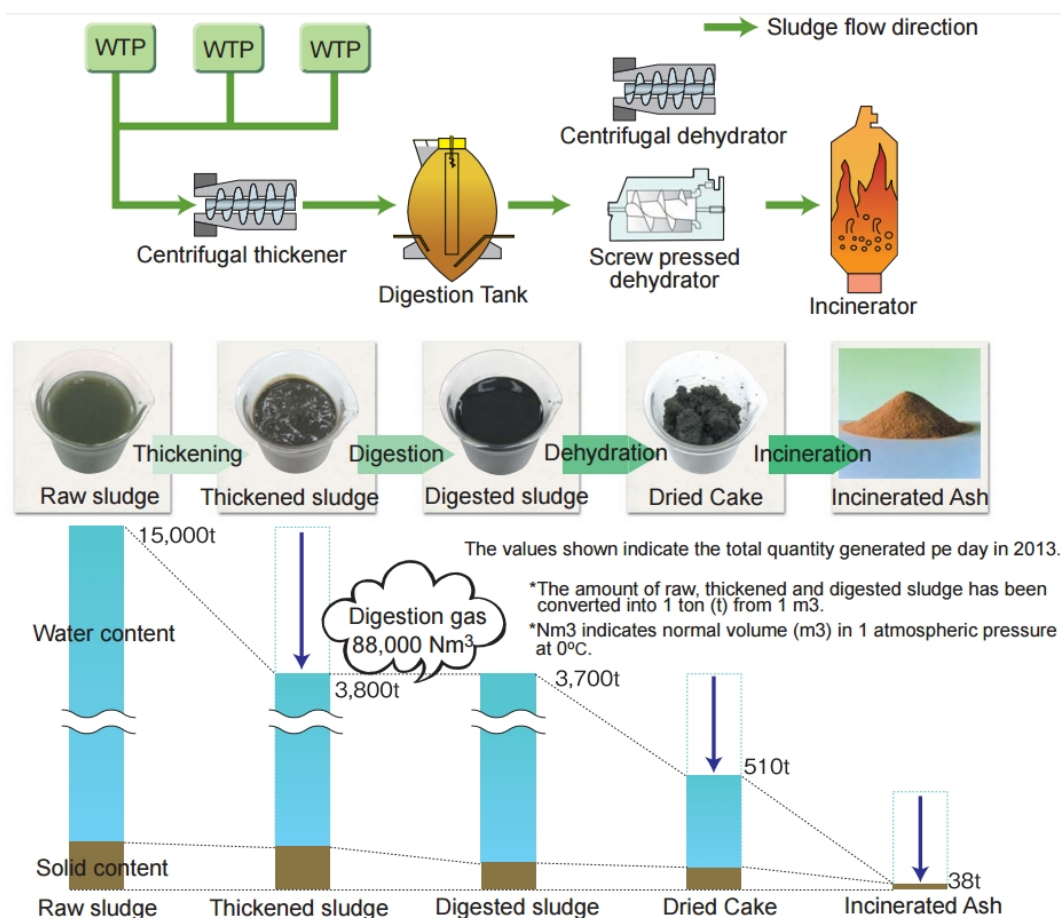 WTP
WTP
WTP
Sludge flow direction
Centrifugal dehydrator
Centrifugal thickener
Digestion Tank
Screw pressed
dehydrator
Incinerator
Thickening
Digestion
Dehydration
Incineration
Raw sludge
Thickened sludge
Digested sludge
Dried Cake
Incinerated Ash
15,000t
The values shown indicate the total quantity generated pe day in 2013.
*The amount of raw, thickened and digested sludge has been
converted into 1 ton (t) from 1 m3.
*Nm3 indicates normal volume (m3) in 1 atmospheric pressure
at 0ºC.
Digestion gas
88,000 Nm³
Water content
3,800t
3,700t
510t
Solid content
38t
Raw sludge
Thickened sludge
Digested sludge
Dried Cake
Incinerated Ash